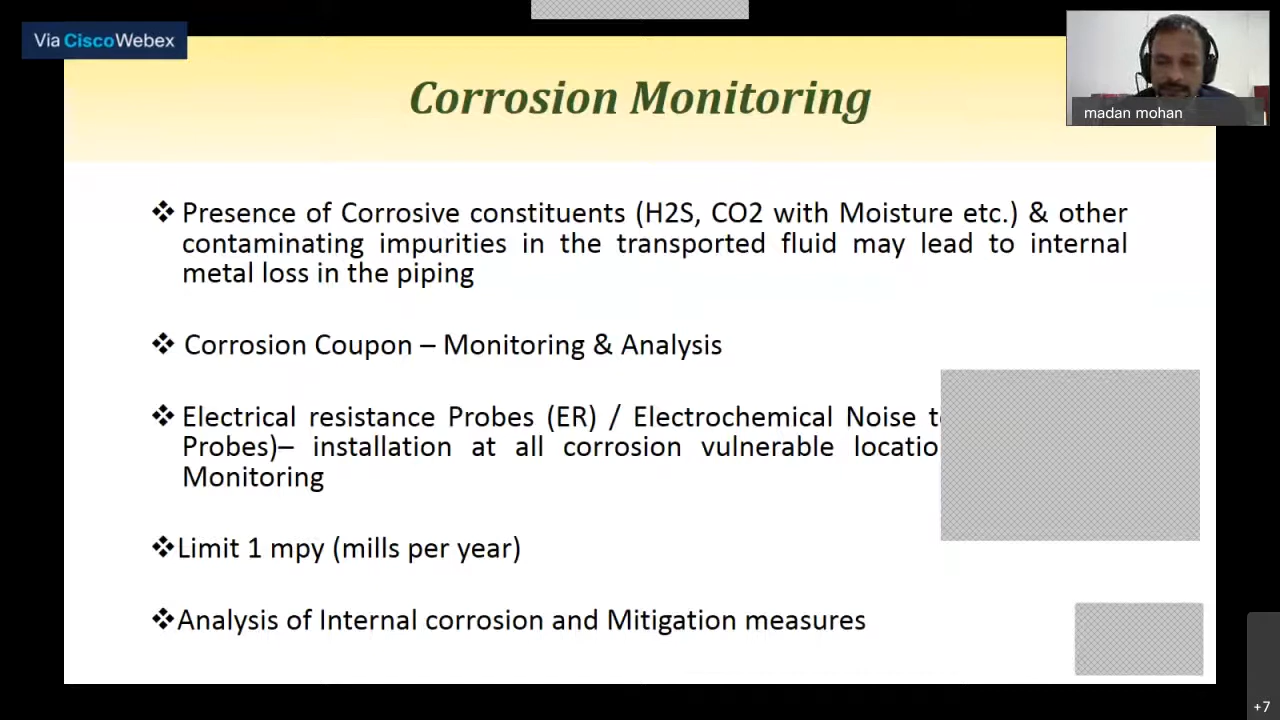 Via CiscoWebex
Corrosion Monitoring
madan mohan
❖ Presence of Corrosive constituents (H2S, CO2 with Moisture etc.) & other
contaminating impurities in the transported fluid may lead to internal
metal loss in the piping
❖ Corrosion Coupon – Monitoring & Analysis
❖ Electrical resistance Probes (ER) / Electrochemical Noise
Probes)– installation at all corrosion vulnerable
Monitoring
❖Limit 1 mpy (mills per year)
❖Analysis of Internal corrosion and Mitigation measures
+7